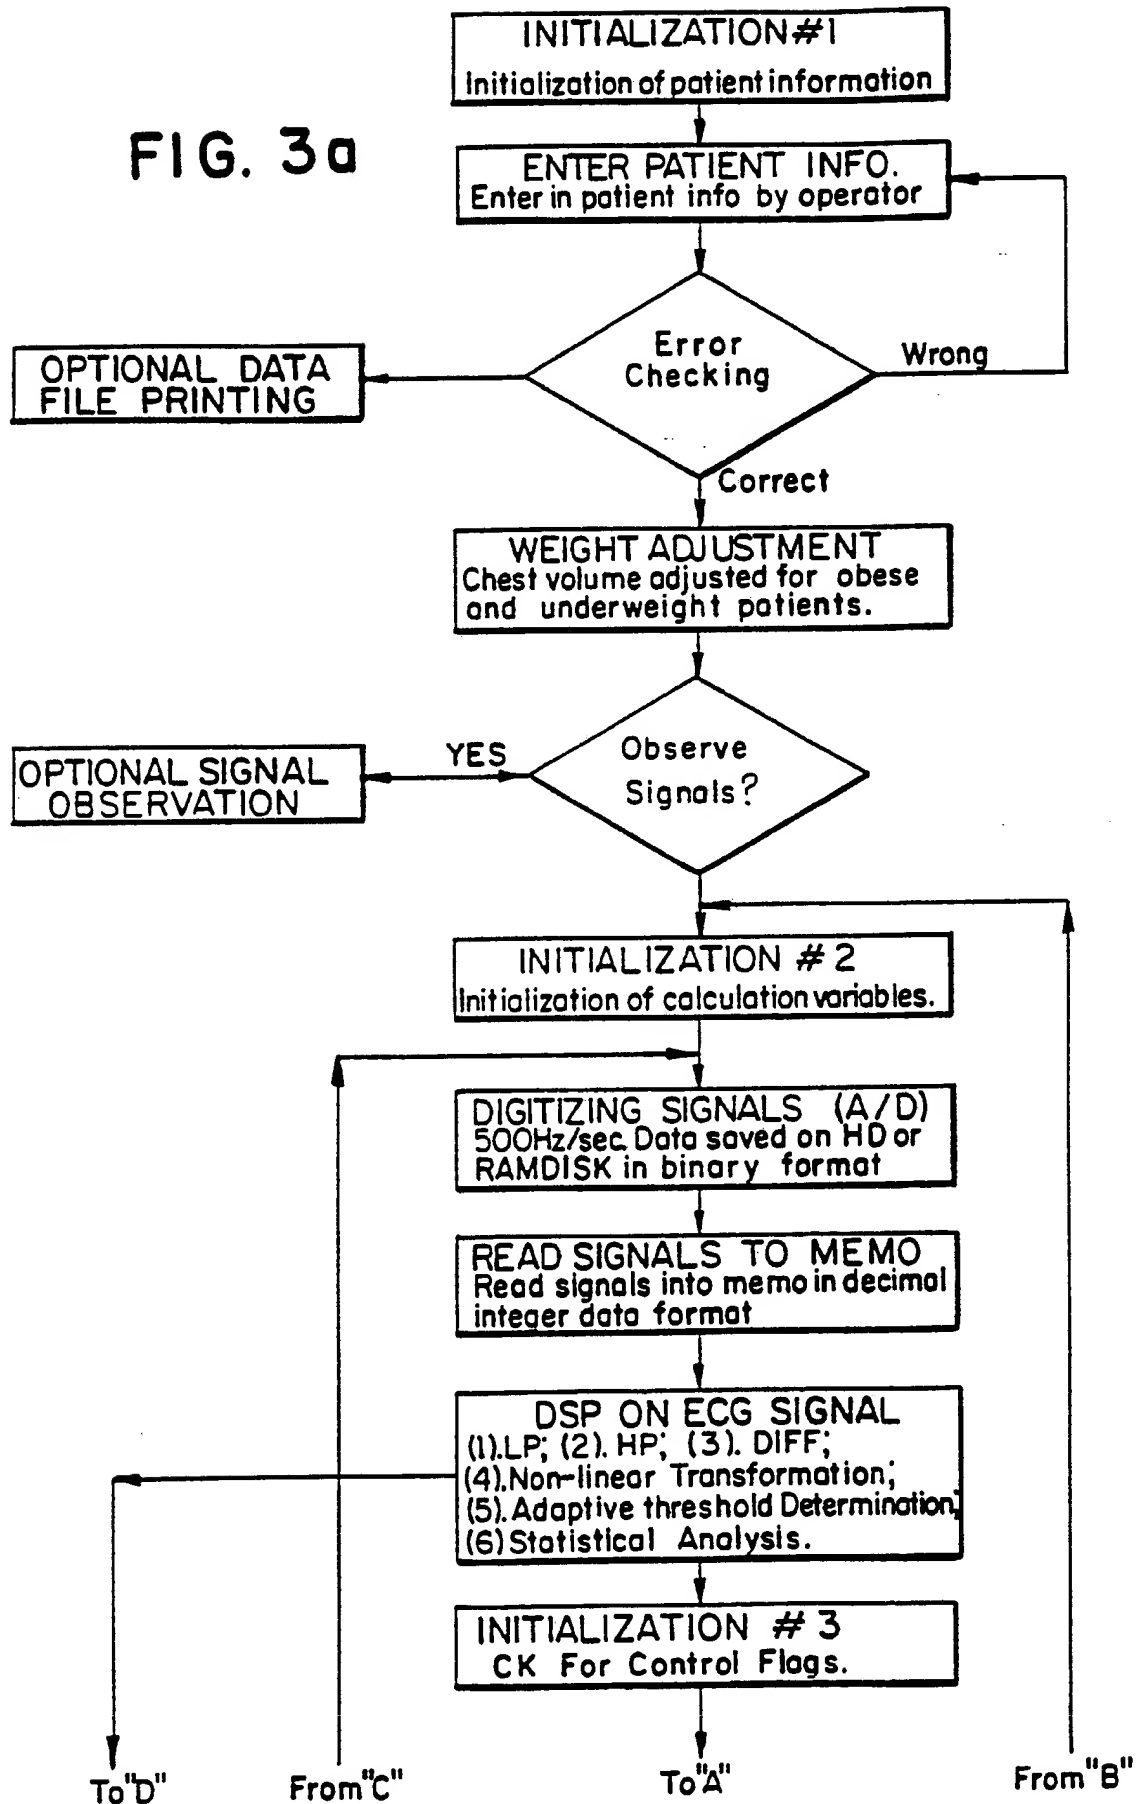 INITIALIZATION #1
Initialization of patient information
FIG. 3a
ENTER PATIENT INFO.
Enter in patient info by operator
Error
Checking
Wrong
OPTIONAL DATA
FILE PRINTING
Correct
WEIGHT ADJUSTMENT
Chest volume adjusted for obese
and underweight patients.
Observe
Signals?
YES
OPTIONAL SIGNAL
OBSERVATION
INITIALIZATION #2
Initialization of calculation variables.
DIGITIZING SIGNALS (A/D)
500Hz/sec. Data saved on HD or
RAMDISK in binary format
READ SIGNALS TO MEMO
Read signals into memo in decimal
integer data format
DSP ON ECG SIGNAL
(1).LP; (2). HP; (3). DIFF;
(4).Non-linear Transformation;
(5).Adaptive threshold Determination;
(6)Statistical Analysis.
INITIALIZATION #3
CK For Control Flags.
To"D"
From"C"
To"A"
From"B"